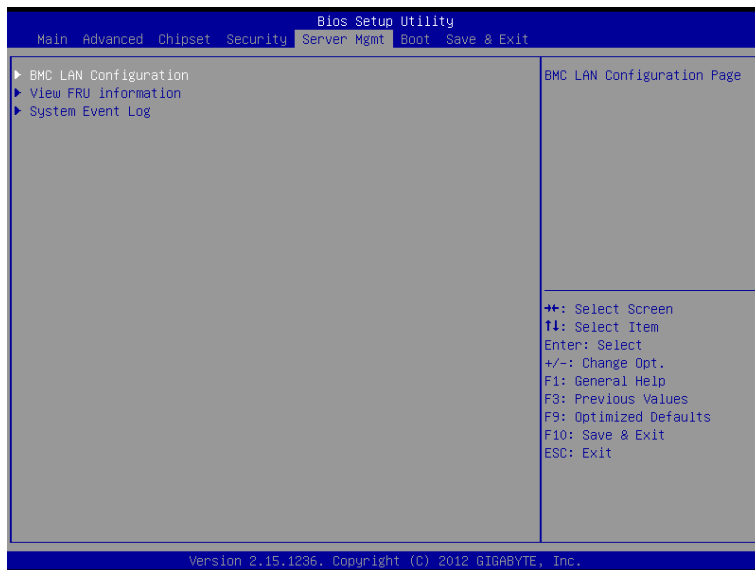 Bios Setup Utility
Main Advanced Chipset Security Server Mgmt Boot Save & Exit
▶ BMC LAN Configuration
▶ View FRU information
▶ System Event Log
BMC LAN Configuration Page
→←: Select Screen
↑↓: Select Item
Enter: Select
+/-: Change Opt.
F1: General Help
F3: Previous Values
F9: Optimized Defaults
F10: Save & Exit
ESC: Exit
Version 2.15.1236. Copyright (C) 2012 GIGABYTE, Inc.